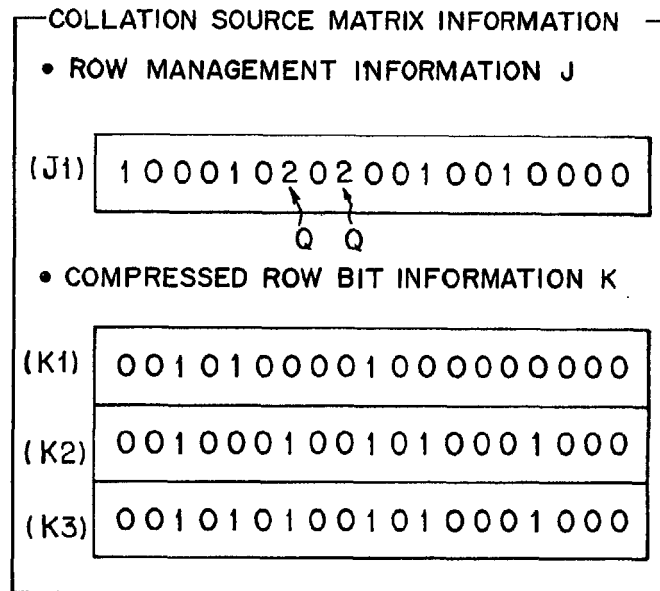 COLLATION SOURCE MATRIX INFORMATION
• ROW MANAGEMENT INFORMATION J
(J1) 1000102020010010000
Q Q
• COMPRESSED ROW BIT INFORMATION K
(K1) 0010100001000000000
(K2) 0010001001010001000
(K3) 0010101001010001000